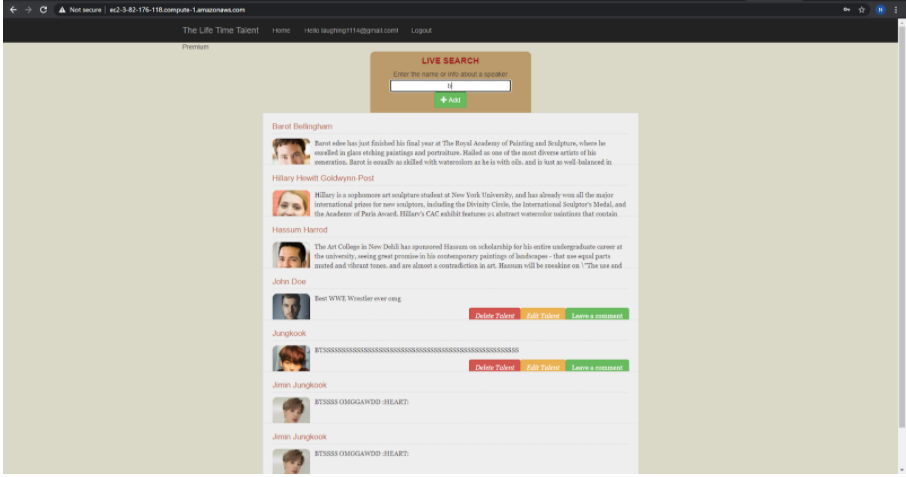 Not secure | ec2-3-82-176-118.compute-1.amazonaws.com
The Life Time Talent Home Hello laughing1114@gmail.com! Logout
Premium
LIVE SEARCH
Enter the name or info about a speaker
b
+ Add
Barot Bellingham
Barot edee has just finished his final year at The Royal Academy of Painting and Sculpture, where he
excelled in glass etching paintings and portraiture. Hailed as one of the most diverse artists of his
generation, Barot is equally as skilled with watercolors as he is with oils, and is just as well-balanced in
Hillary Hewitt Goldwynn-Post
Hillary is a sophomore art sculpture student at New York University, and has already won all the major
international prizes for new sculptors, including the Divinity Circle, the International Sculptor's Medal, and
the Academy of Paris Award. Hillary's CAC exhibit features 25 abstract watercolor paintings that contain
Hassum Harrod
The Art College in New Dehli has sponsored Hassum on scholarship for his entire undergraduate career at
the university, seeing great promise in his contemporary paintings of landscapes - that use equal parts
muted and vibrant tones, and are almost a contradiction in art. Hassum will be speaking on \"The use and
John Doe
Best WWE Wrestler ever omg
Delete Talent Edit Talent Leave a comment
Jungkook
Delete Talent Edit Talent Leave a comment
Jimin Jungkook
BTSSSS OMGGAWDD :HEART:
Jimin Jungkook
BTSSSS OMGGAWDD :HEART: